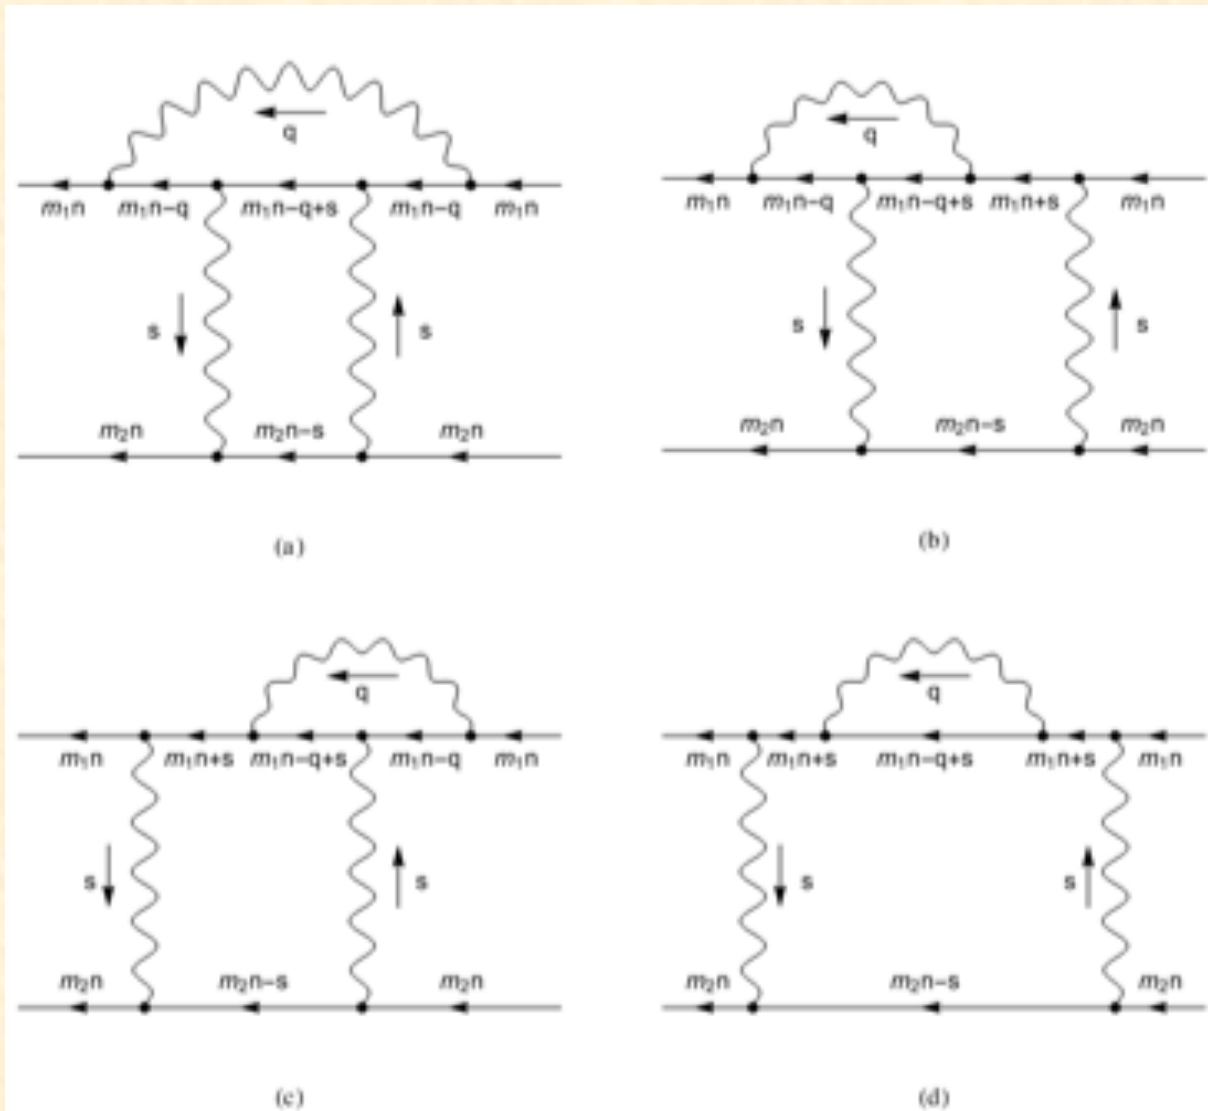 q
m₁n m₁n−q m₁n−q+s m₁n−q m₁n
s s
m₂n m₂n−s m₂n
(a)
q
m₁n m₁n−q m₁n−q+s m₁n+s m₁n
s s
m₂n m₂n−s m₂n
(b)
q
m₁n m₁n+s m₁n−q+s m₁n−q m₁n
s s
m₂n m₂n−s m₂n
(c)
q
m₁n m₁n+s m₁n−q+s m₁n+s m₁n
s s
m₂n m₂n−s m₂n
(d)